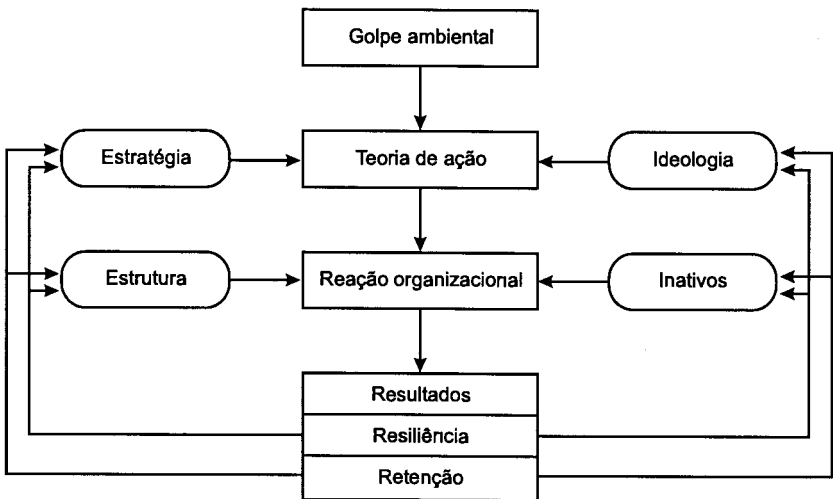 Golpe ambiental
Estratégia
Teoria de ação
Ideologia
Estrutura
Reação organizacional
Inativos
Resultados
Resiliência
Retenção